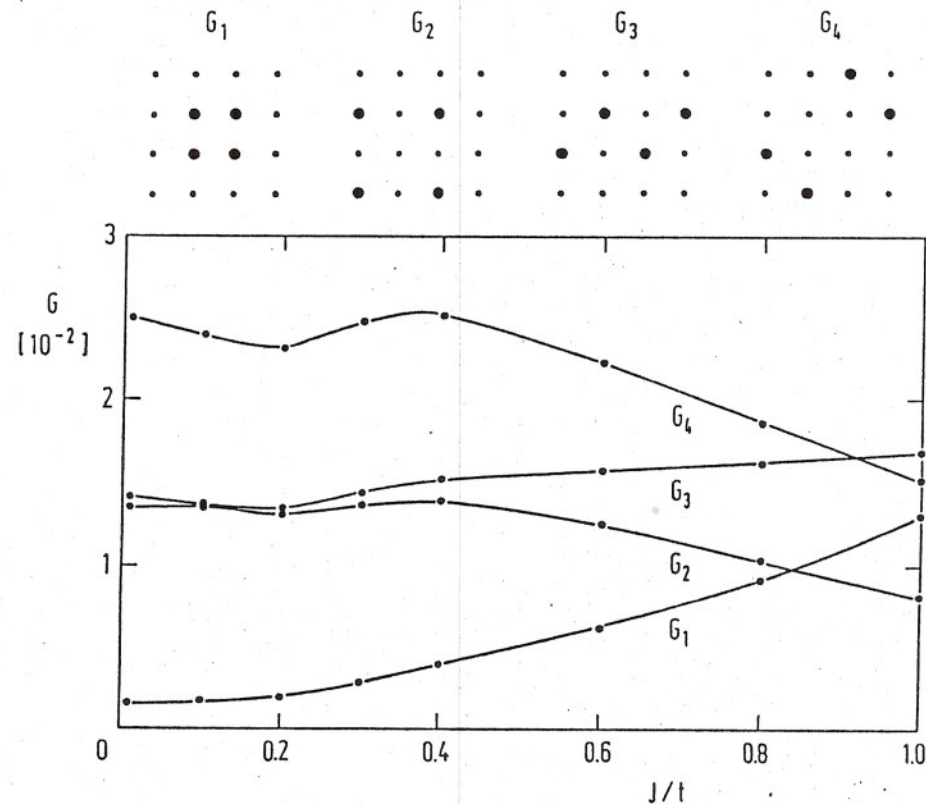 G₁ G₂ G₃ G₄
3
G
[10⁻²]
2
G₄
G₃
1
G₂
G₁
0 0.2 0.4 0.6 0.8 1.0
J/t